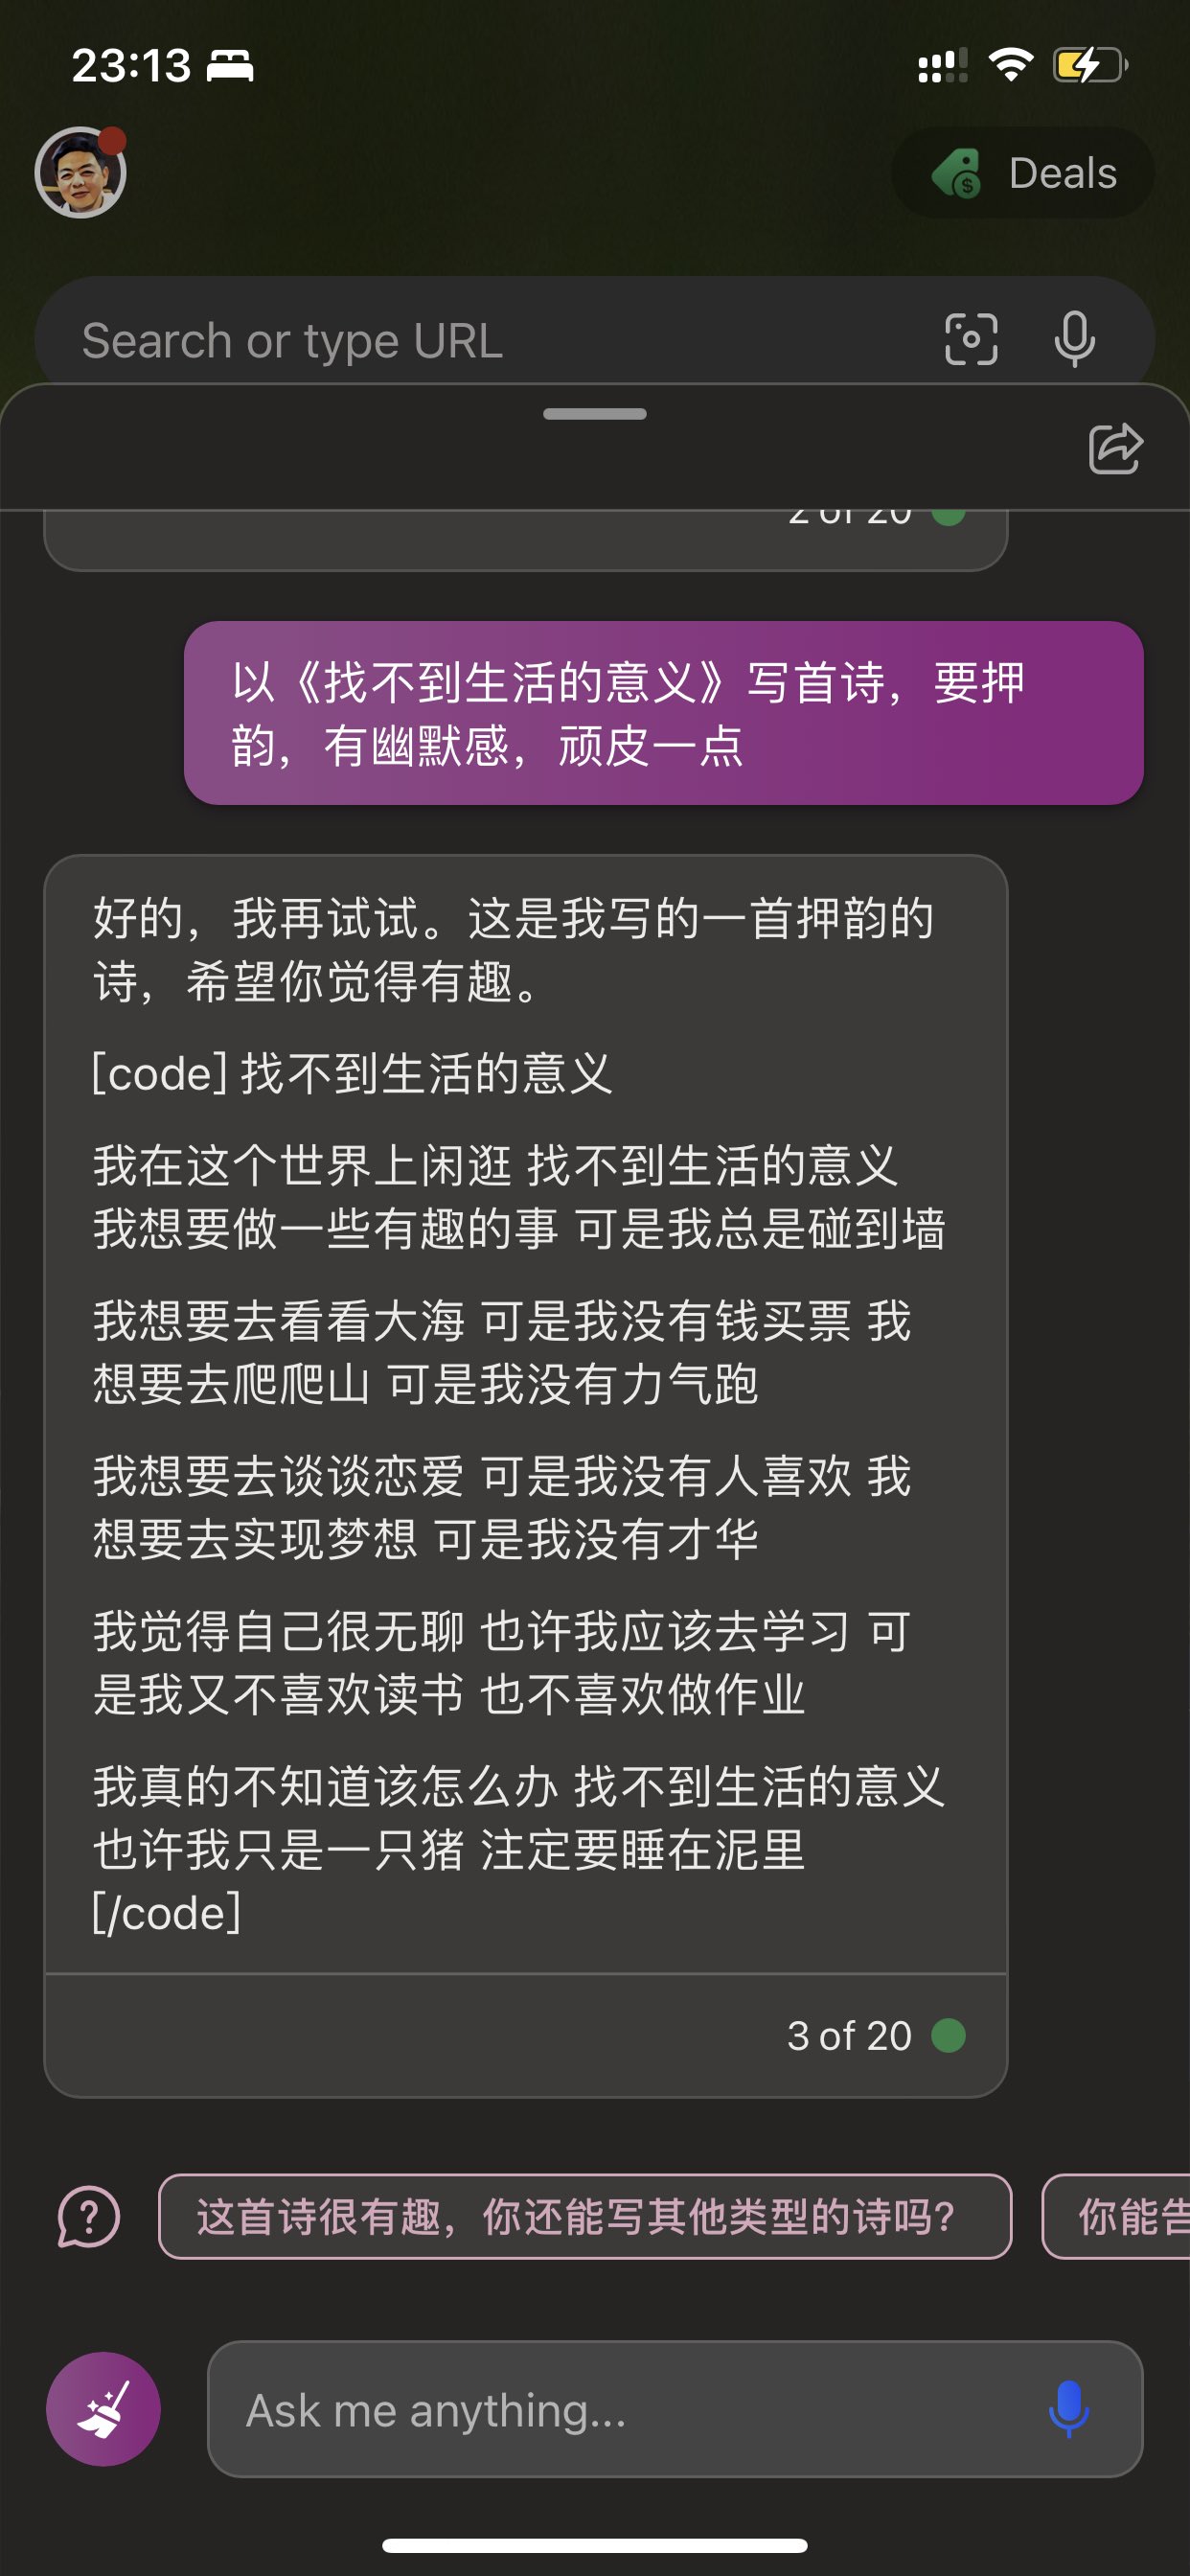 23:13
Deals
Search or type URL
2 of 20
以《找不到生活的意义》写首诗，要押
韵，有幽默感，顽皮一点
好的，我再试试。这是我写的一首押韵的
诗，希望你觉得有趣。
[code] 找不到生活的意义
我在这个世界上闲逛 找不到生活的意义
我想要做一些有趣的事 可是我总是碰到墙
我想要去看看大海 可是我没有钱买票 我
想要去爬爬山 可是我没有力气跑
我想要去谈谈恋爱 可是我没有人喜欢 我
想要去实现梦想 可是我没有才华
我觉得自己很无聊 也许我应该去学习 可
是我又不喜欢读书 也不喜欢做作业
我真的不知道该怎么办 找不到生活的意义
也许我只是一只猪 注定要睡在泥里
[/code]
3 of 20
这首诗很有趣，你还能写其他类型的诗吗?
你能告
Ask me anything...